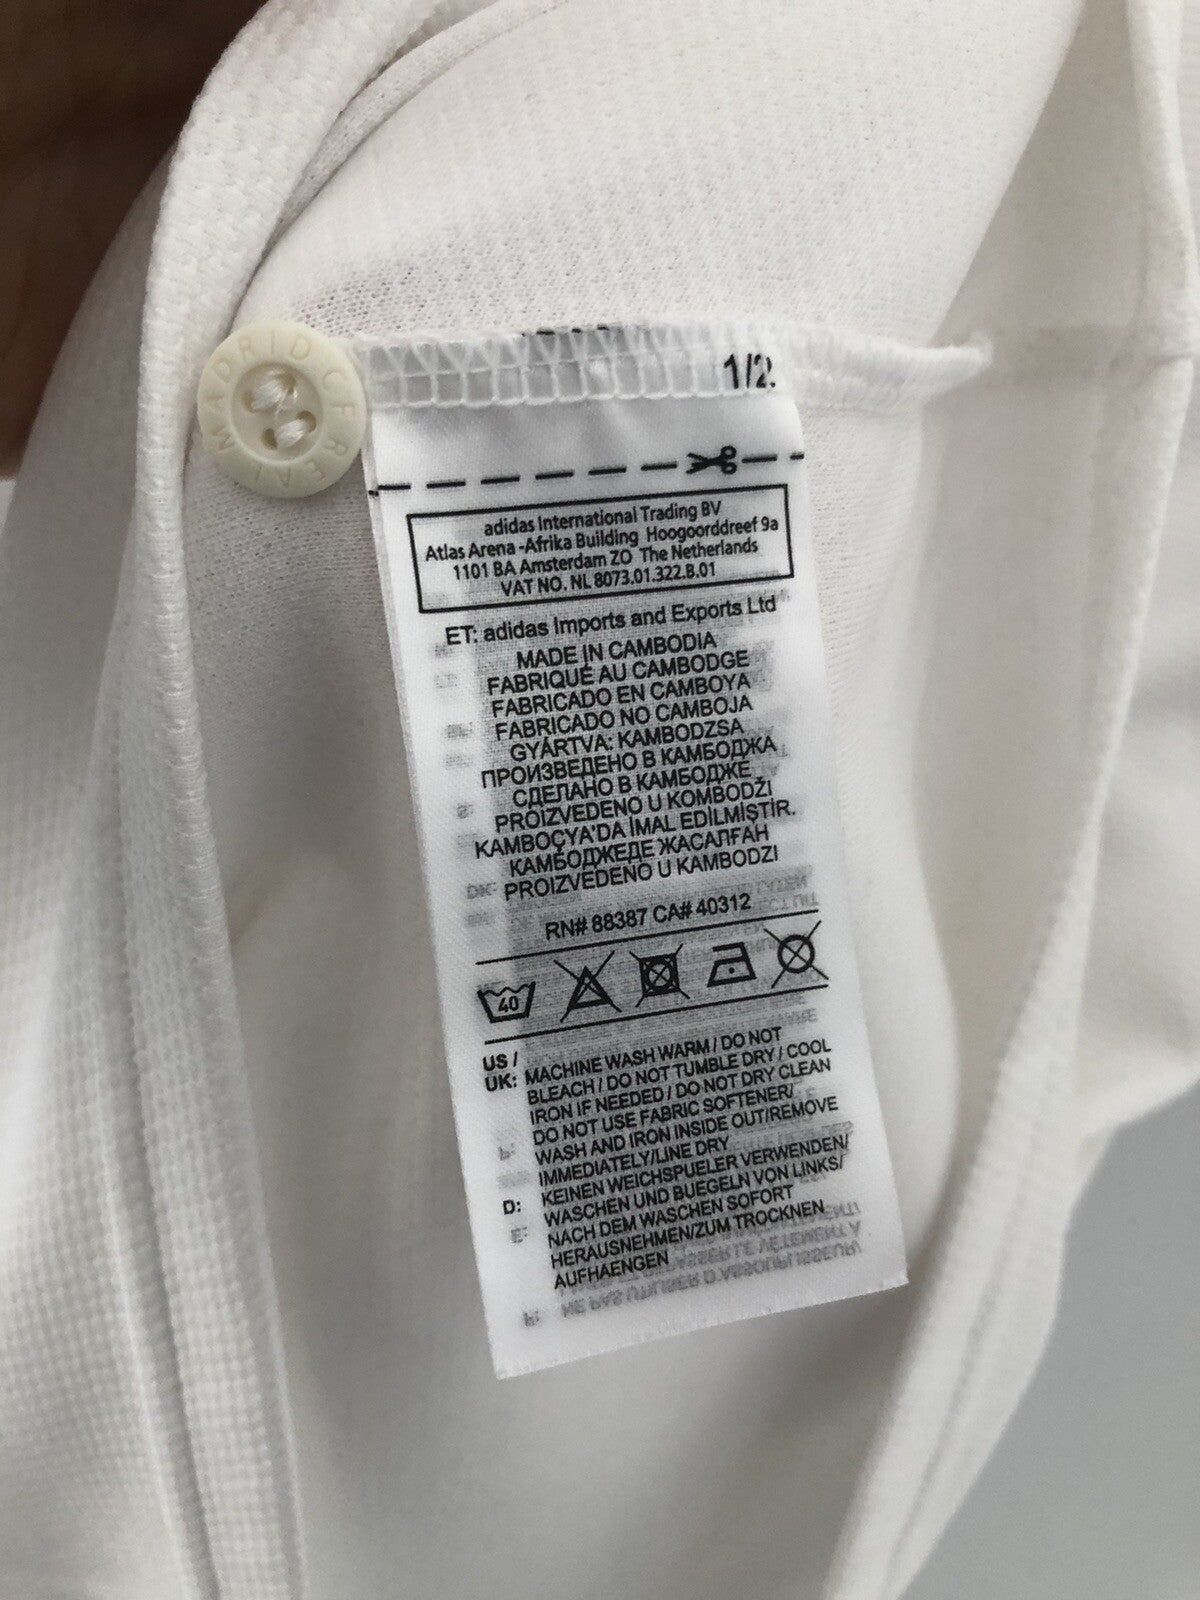 REAL MADRID C F
1/2.
adidas International Trading BV
Atlas Arena -Afrika Building Hoogoorddreef 9a
1101 BA Amsterdam ZO The Netherlands
VAT NO. NL 8073.01.322.B.01
ET: adidas Imports and Exports Ltd
MADE IN CAMBODIA
FABRIQUÉ AU CAMBODGE
FABRICADO EN CAMBOYA
FABRICADO NO CAMBOJA
GYÁRTVA: KAMBODZSA
ПРОИЗВЕДЕНО В КАМБОДЖА
СДЕЛАНО В КАМБОДЖЕ
PROIZVEDENO U KOMBODŽI
KAMBOÇYA'DA İMAL EDİLMİŞTİR.
КАМБОДЖЕДЕ ЖАСАЛҒАН
PROIZVEDENO U KAMBODZI
RN# 88387 CA# 40312
40
US /
UK: MACHINE WASH WARM / DO NOT
BLEACH / DO NOT TUMBLE DRY / COOL
IRON IF NEEDED / DO NOT DRY CLEAN
DO NOT USE FABRIC SOFTENER/
WASH AND IRON INSIDE OUT/REMOVE
IMMEDIATELY/LINE DRY
D: KEINEN WEICHSPUELER VERWENDEN/
WASCHEN UND BUEGELN VON LINKS/
NACH DEM WASCHEN SOFORT
HERAUSNEHMEN/ZUM TROCKNEN
AUFHAENGEN